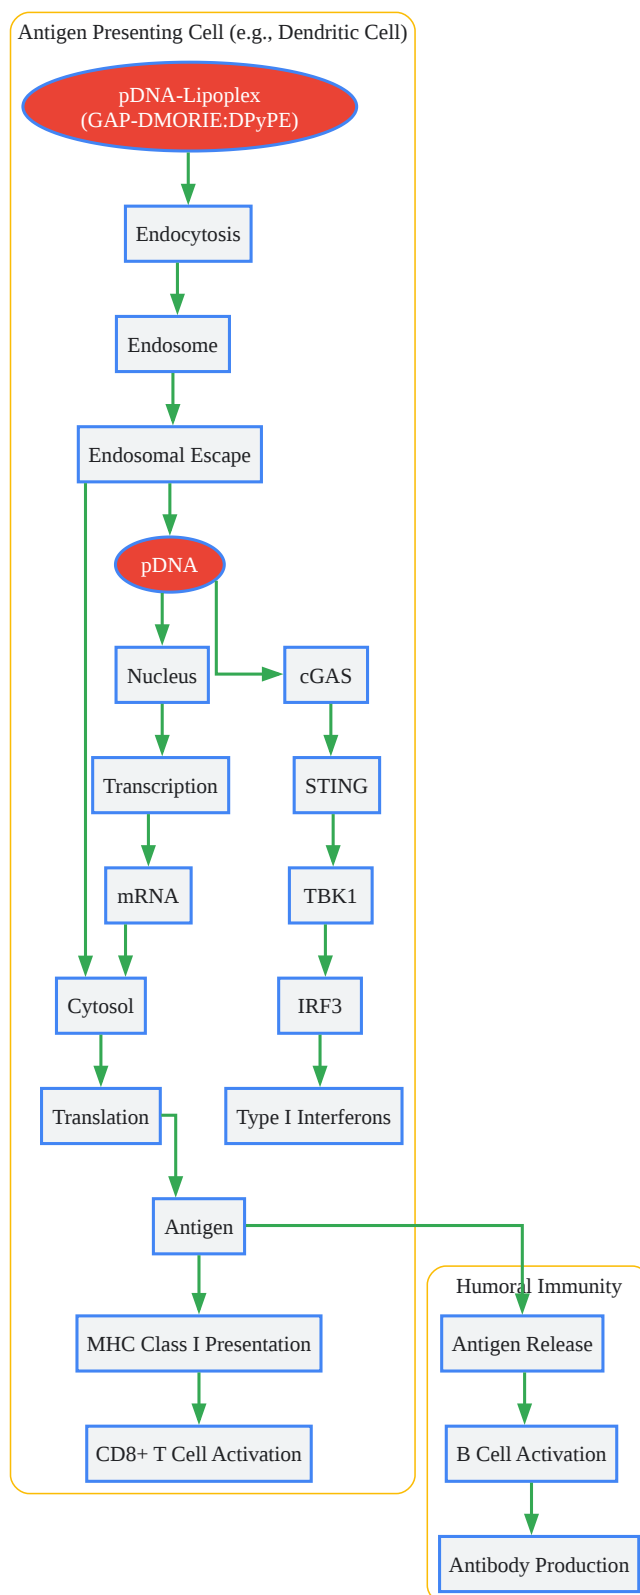 Antigen Presenting Cell (e.g., Dendritic Cell)
pDNA-Lipoplex
(GAP-DMORIE:DPyPE)
Endocytosis
Endosome
Endosomal Escape
pDNA
Nucleus
cGAS
Transcription
STING
mRNA
TBK1
Cytosol
IRF3
Translation
Type I Interferons
Antigen
Humoral Immunity
MHC Class I Presentation
Antigen Release
CD8+ T Cell Activation
B Cell Activation
Antibody Production